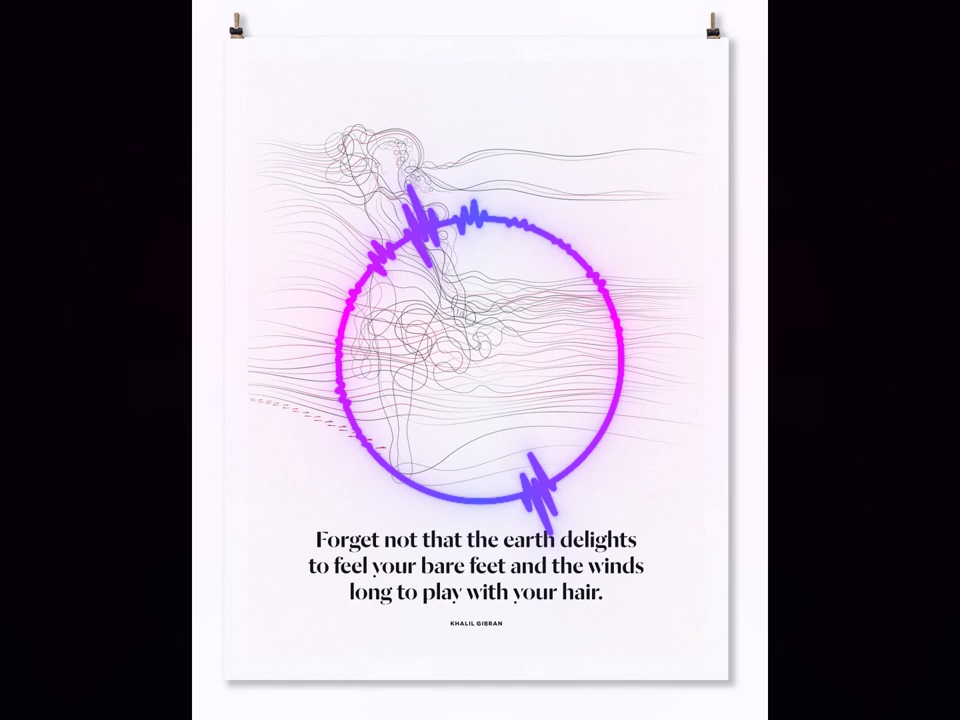 Forget not that the earth delights
to feel your bare feet and the winds
long to play with your hair.
KHALIL GIBRAN